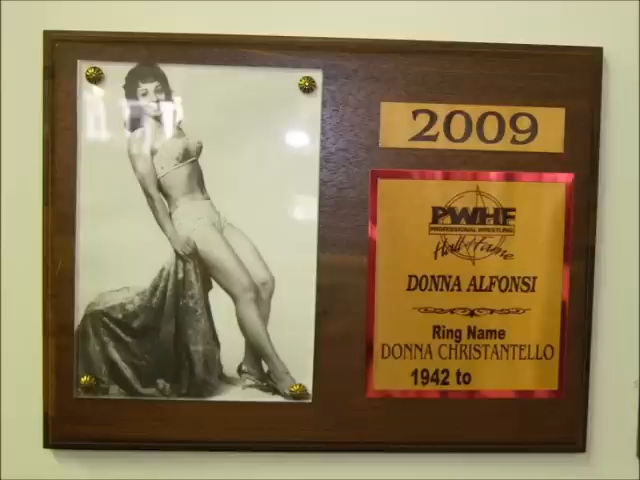 2009
PWHF
PROFESSIONAL WRESTLING
Hall of Fame
DONNA ALFONSI
Ring Name
DONNA CHRISTANTELLO
1942 to